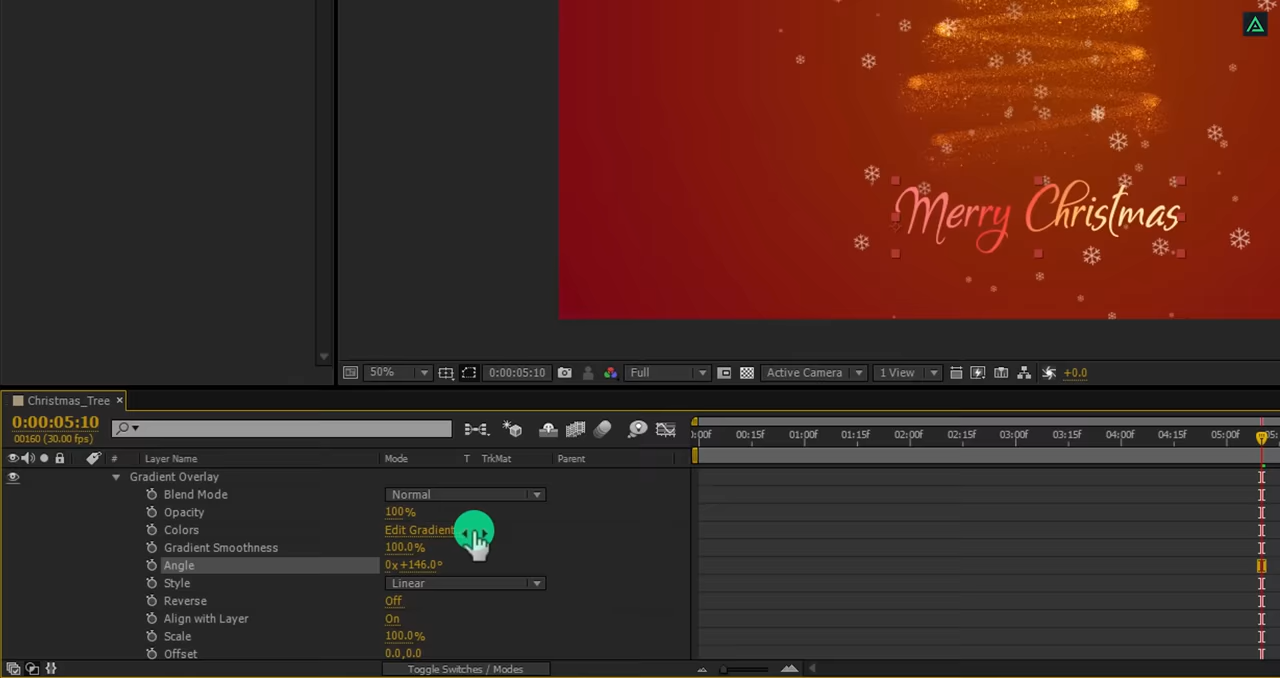 Merry Christmas
50%
0:00:05:10
Full
Active Camera
1 View
+0.0
Christmas_Tree
0:00:05:10
00160 (30.00 fps)
:00f 00:15f 01:00f 01:15f 02:00f 02:15f 03:00f 03:15f 04:00f 04:15f 05:00f 05:
# Layer Name Mode T TrkMat Parent
Gradient Overlay
Blend Mode Normal
Opacity 100%
Colors Edit Gradient
Gradient Smoothness 100.0%
Angle 0x+146.0°
Style Linear
Reverse Off
Align with Layer On
Scale 100.0%
Offset 0.0,0.0
Toggle Switches / Modes